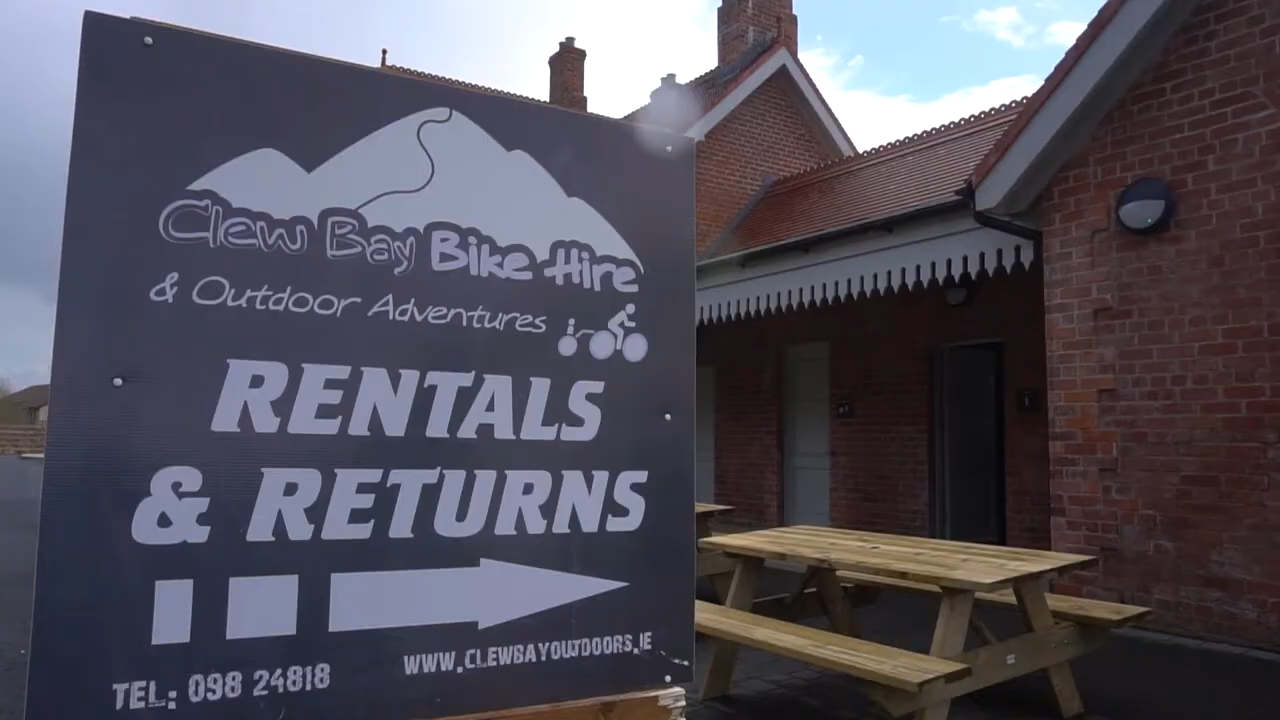 Clew Bay Bike Hire
& Outdoor Adventures
RENTALS
& RETURNS
TEL: 098 24818
WWW.CLEWBAYOUTDOORS.IE